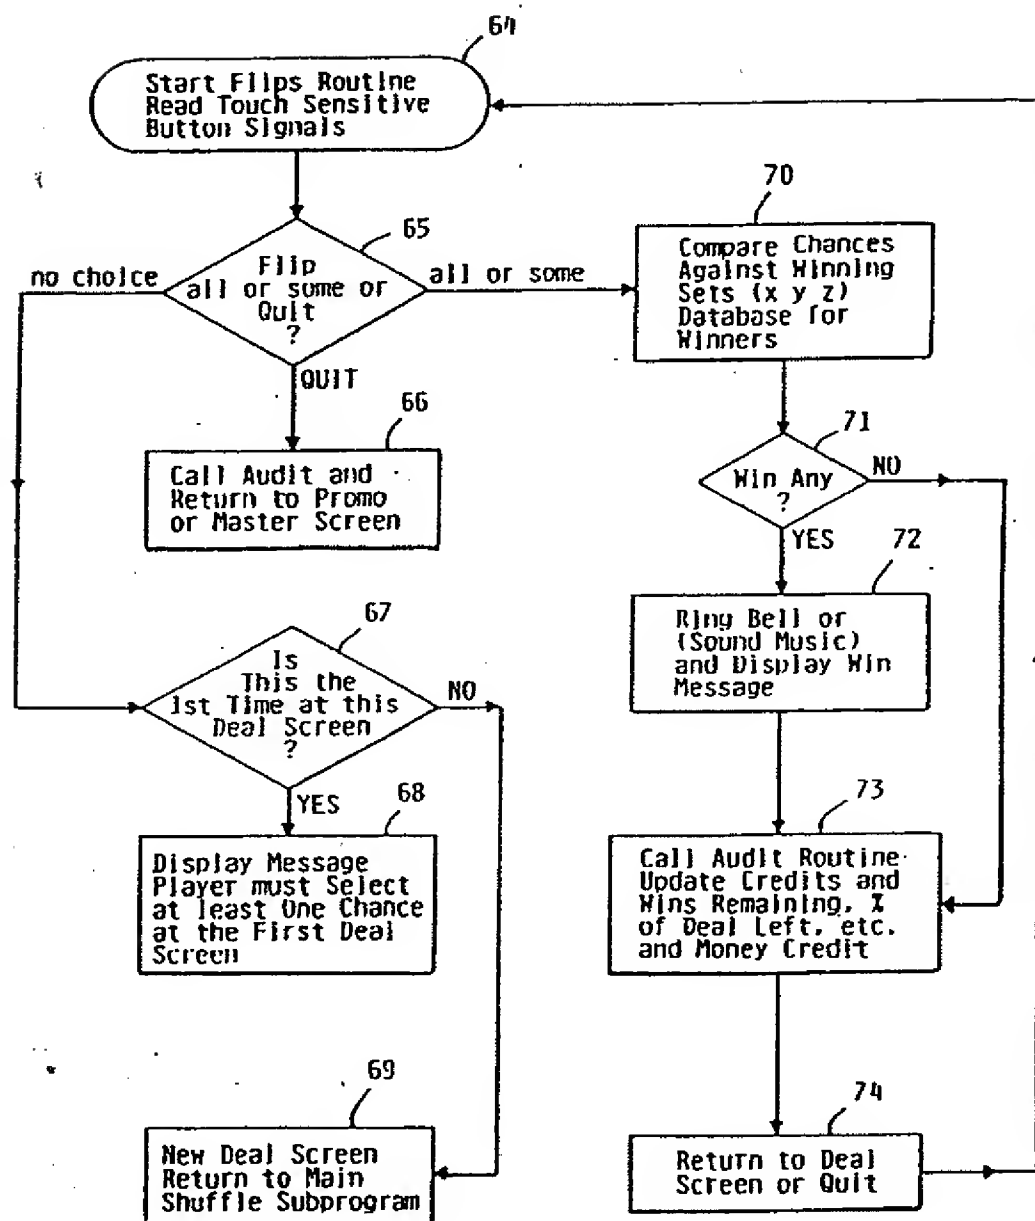 64
Start Flips Routine
Read Touch Sensitive
Button Signals
65
Flip
all or some or
Quit
?
no choice
all or some
QUIT
66
Call Audit and
Return to Promo
or Master Screen
67
Is
This the
1st Time at this
Deal Screen
?
NO
YES
68
Display Message
Player must Select
at least One Chance
at the First Deal
Screen
69
New Deal Screen
Return to Main
Shuffle Subprogram
70
Compare Chances
Against Winning
Sets (x y z)
Database for
Winners
71
Win Any
?
NO
YES
72
Ring Bell or
(Sound Music)
and Display Win
Message
73
Call Audit Routine
Update Credits and
Wins Remaining, %
of Deal Left, etc.
and Money Credit
74
Return to Deal
Screen or Quit